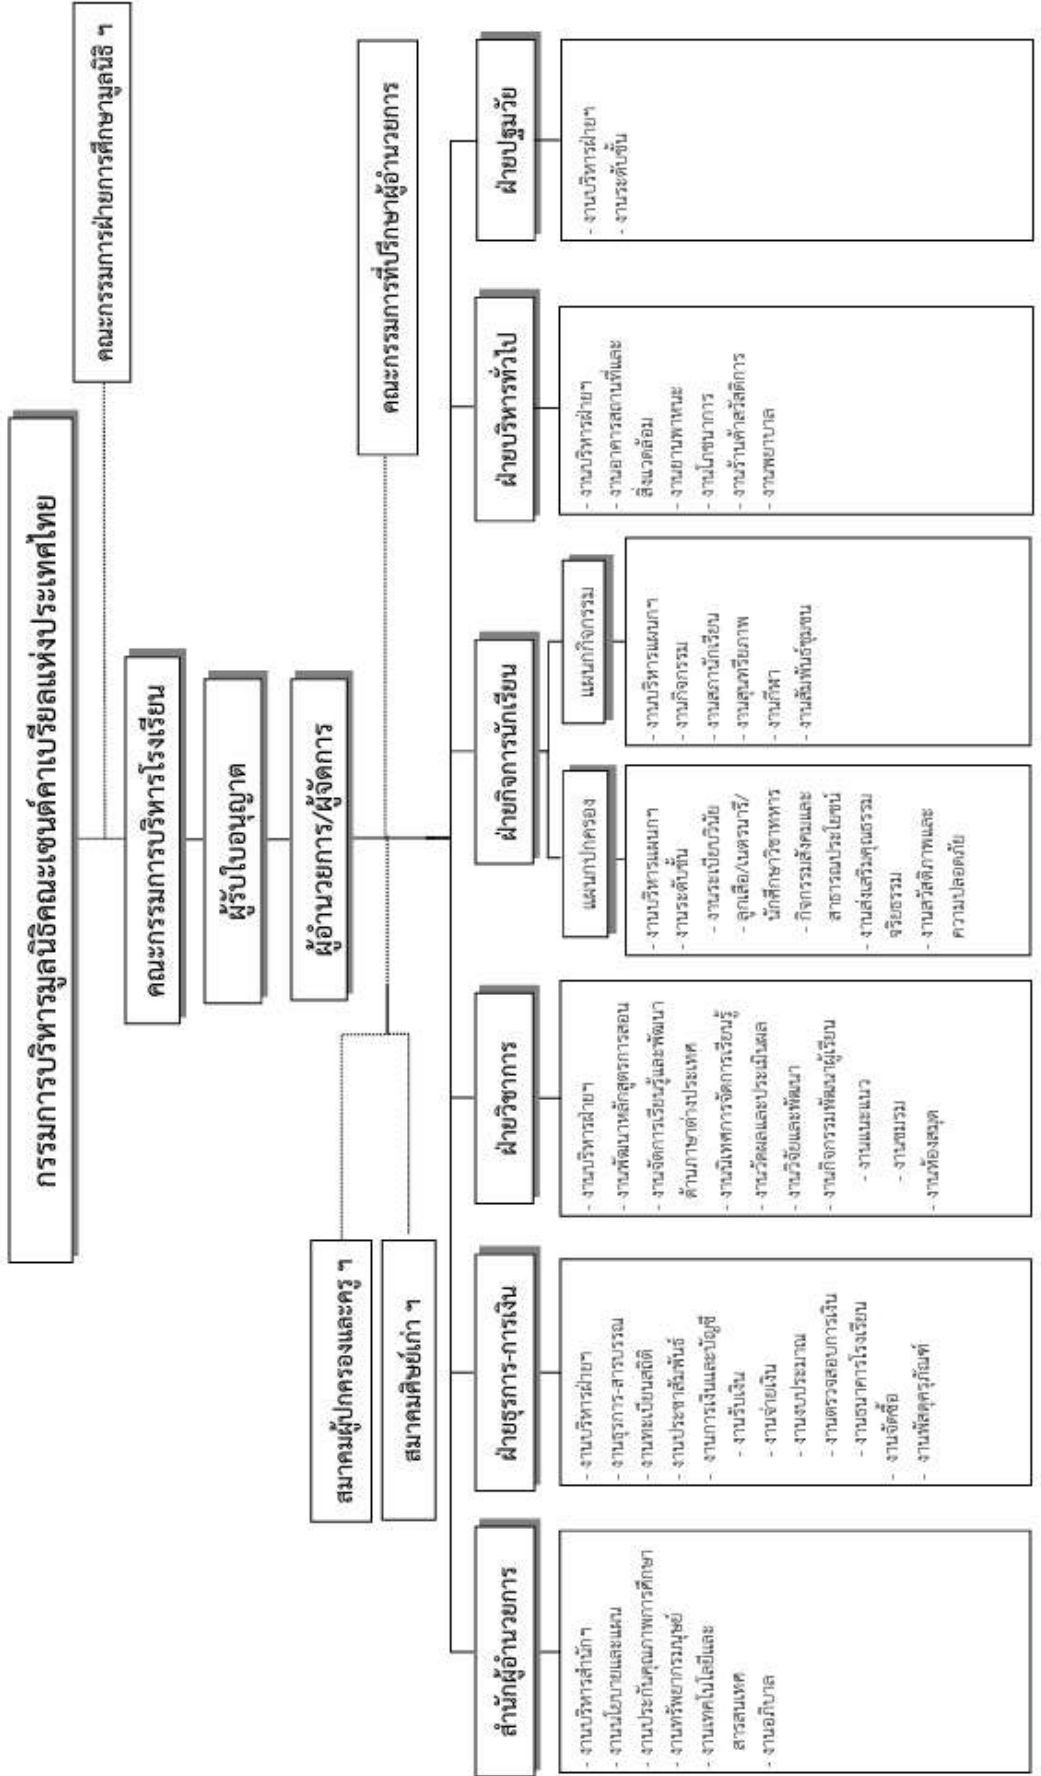 กรรมการบริหารมูลนิธิคณะเซนต์คาเบรียลแห่งประเทศไทย
คณะกรรมการฝ่ายการศึกษามูลนิธิ ฯ
คณะกรรมการบริหารโรงเรียน
ผู้รับใบอนุญาต
ผู้อำนวยการ/ผู้จัดการ
สมาคมผู้ปกครองและครู ฯ
สมาคมศิษย์เก่า ฯ
คณะกรรมการที่ปรึกษาผู้อำนวยการ
สำนักผู้อำนวยการ
- งานบริหารสำนักฯ
- งานนโยบายและแผน
- งานประกันคุณภาพการศึกษา
- งานทรัพยากรมนุษย์
- งานเทคโนโลยีและ
สารสนเทศ
- งานอภิบาล
ฝ่ายธุรการ-การเงิน
- งานบริหารฝ่ายฯ
- งานธุรการ-สารบรรณ
- งานทะเบียนสถิติ
- งานประชาสัมพันธ์
- งานการเงินและบัญชี
- งานรับเงิน
- งานจ่ายเงิน
- งานงบประมาณ
- งานตรวจสอบการเงิน
- งานธนาคารโรงเรียน
- งานจัดซื้อ
- งานพัสดุครุภัณฑ์
ฝ่ายวิชาการ
- งานบริหารฝ่ายฯ
- งานพัฒนาหลักสูตรการสอน
- งานจัดการเรียนรู้และพัฒนา
ด้านภาษาต่างประเทศ
- งานนิเทศการจัดการเรียนรู้
- งานวัดผลและประเมินผล
- งานวิจัยและพัฒนา
- งานกิจกรรมพัฒนาผู้เรียน
- งานแนะแนว
- งานชมรม
- งานห้องสมุด
ฝ่ายกิจการนักเรียน
แผนกปกครอง
- งานบริหารแผนกฯ
- งานระดับชั้น
- งานระเบียบวินัย
- ลูกเสือ/เนตรนารี/
นักศึกษาวิชาทหาร
- กิจกรรมสังคมและ
สาธารณประโยชน์
- งานส่งเสริมคุณธรรม
จริยธรรม
- งานสวัสดิภาพและ
ความปลอดภัย
แผนกกิจกรรม
- งานบริหารแผนกฯ
- งานกิจกรรม
- งานสภานักเรียน
- งานสุนทรียภาพ
- งานกีฬา
- งานสัมพันธ์ชุมชน
ฝ่ายบริหารทั่วไป
- งานบริหารฝ่ายฯ
- งานอาคารสถานที่และ
สิ่งแวดล้อม
- งานยานพาหนะ
- งานโภชนาการ
- งานร้านค้าสวัสดิการ
- งานพยาบาล
ฝ่ายปฐมวัย
- งานบริหารฝ่ายฯ
- งานระดับชั้น